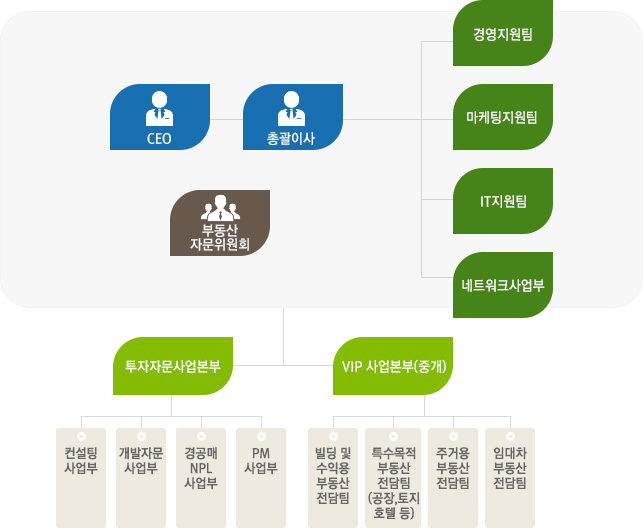 경영지원팀
CEO
총괄이사
마케팅지원팀
IT지원팀
부동산
자문위원회
네트워크사업부
투자자문사업본부
VIP 사업본부(중개)
컨설팅
사업부
개발자문
사업부
경공매
NPL
사업부
PM
사업부
빌딩 및
수익용
부동산
전담팀
특수목적
부동산
전담팀
(공장,토지
호텔 등)
주거용
부동산
전담팀
임대차
부동산
전담팀